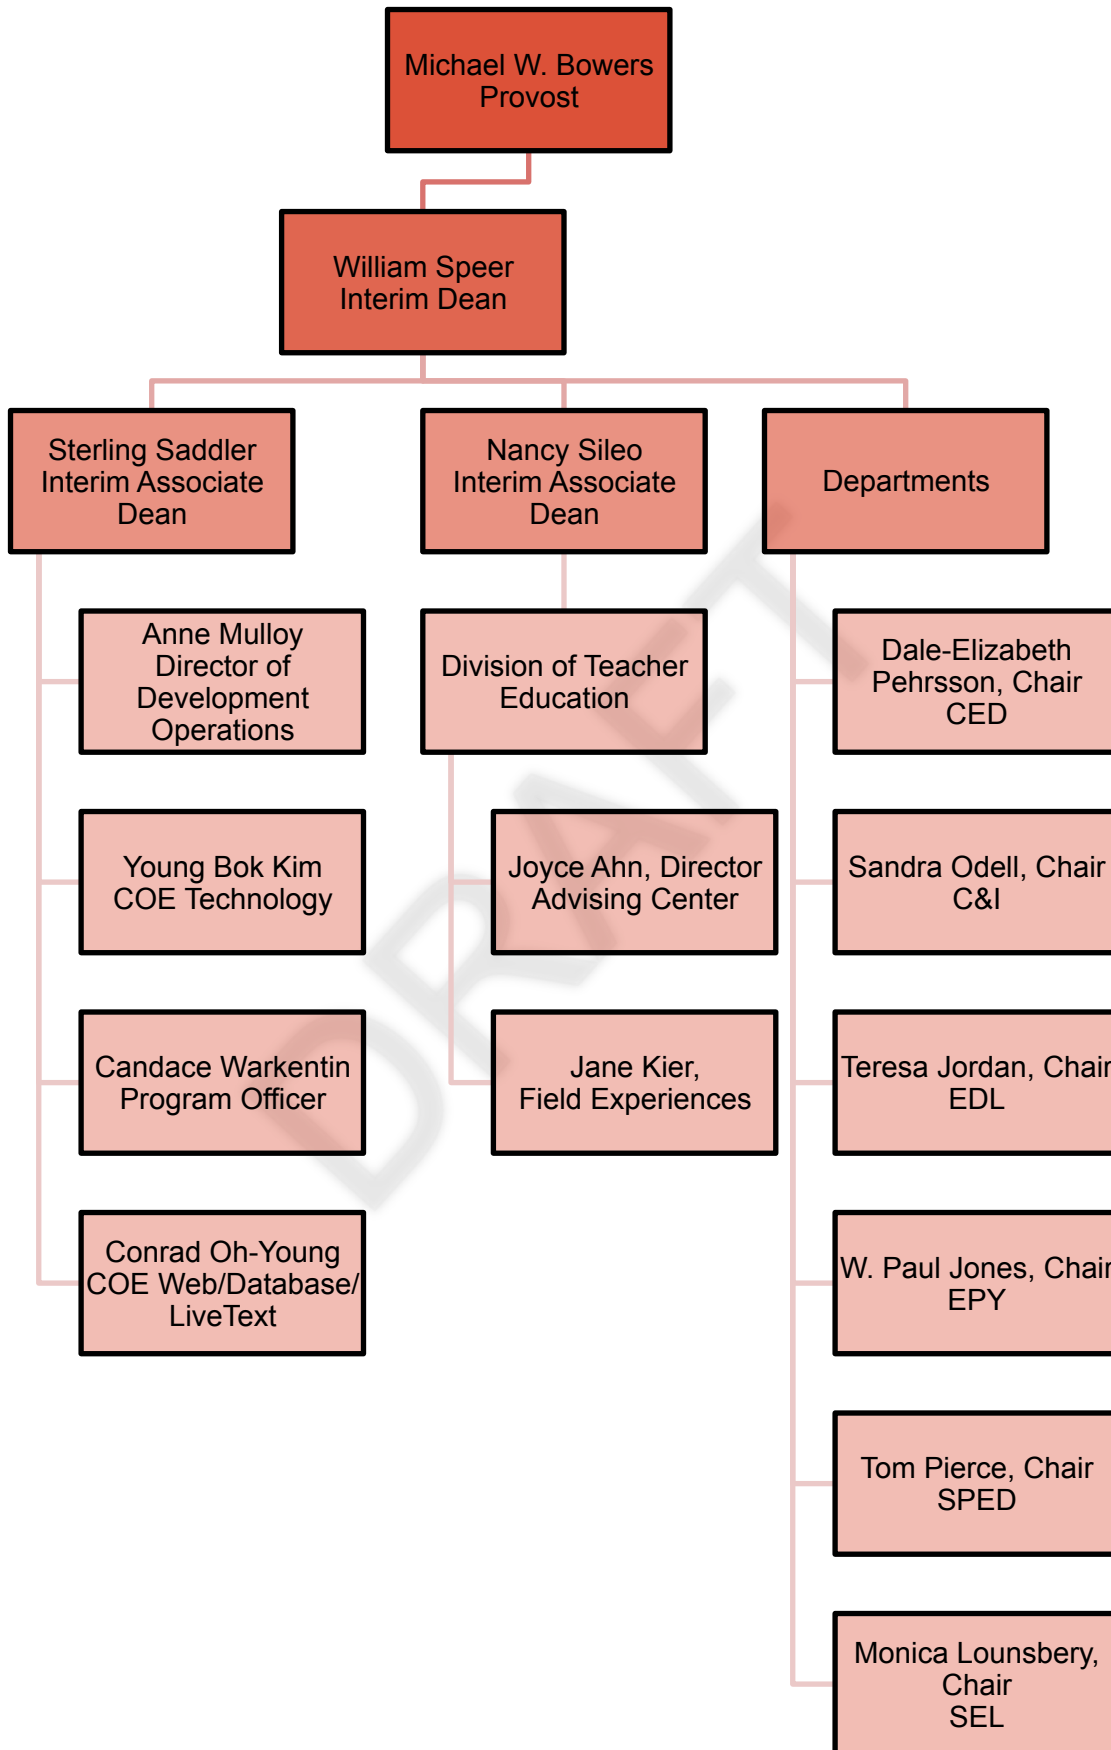 Michael W. Bowers
Provost
William Speer
Interim Dean
Sterling Saddler
Interim Associate
Dean
Nancy Sileo
Interim Associate
Dean
Departments
Anne Mulloy
Director of
Development
Operations
Young Bok Kim
COE Technology
Candace Warkentin
Program Officer
Conrad Oh-Young
COE Web/Database/
LiveText
Division of Teacher
Education
Joyce Ahn, Director
Advising Center
Jane Kier,
Field Experiences
Dale-Elizabeth
Pehrsson, Chair
CED
Sandra Odell, Chair
C&I
Teresa Jordan, Chair
EDL
W. Paul Jones, Chair
EPY
Tom Pierce, Chair
SPED
Monica Lounsbery,
Chair
SEL
DRAFT